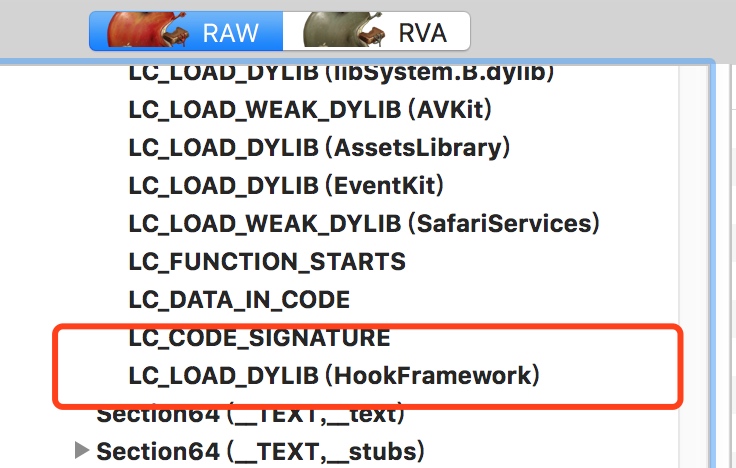 RAW RVA
LC_LOAD_DYLIB (libSystem.B.dylib)
LC_LOAD_WEAK_DYLIB (AVKit)
LC_LOAD_DYLIB (AssetsLibrary)
LC_LOAD_DYLIB (EventKit)
LC_LOAD_WEAK_DYLIB (SafariServices)
LC_FUNCTION_STARTS
LC_DATA_IN_CODE
LC_CODE_SIGNATURE
LC_LOAD_DYLIB (HookFramework)
Section64 (__TEXT,__text)
Section64 (__TEXT,__stubs)